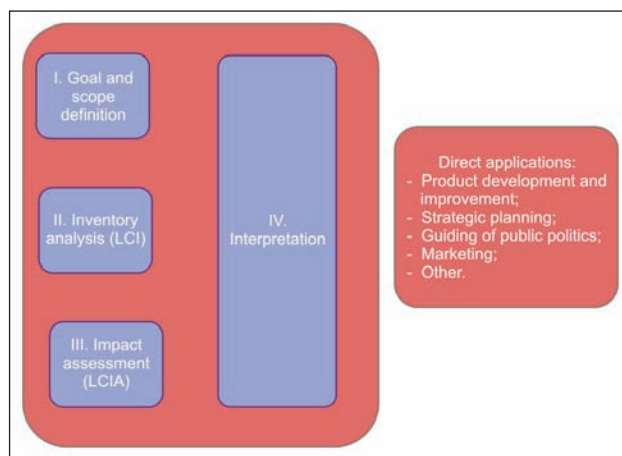 I. Goal and
scope
definition
II. Inventory
analysis (LCI)
III. Impact
assessment
(LCIA)
IV.
Interpretation
Direct applications:
- Product development and
improvement;
- Strategic planning;
- Guiding of public politics;
- Marketing;
- Other.